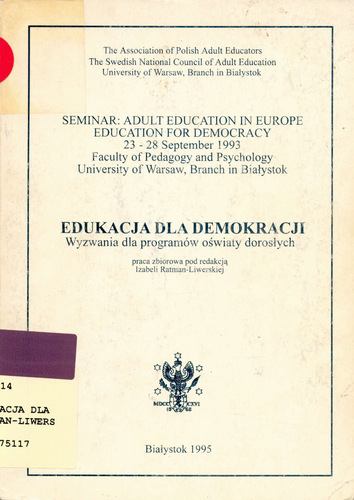 The Association of Polish Adult Educators
The Swedish National Council of Adult Education
University of Warsaw, Branch in Białystok
SEMINAR: ADULT EDUCATION IN EUROPE
EDUCATION FOR DEMOCRACY
23 - 28 September 1993
Faculty of Pedagogy and Psychology
University of Warsaw, Branch in Białystok
EDUKACJA DLA DEMOKRACJI
Wyzwania dla programów oświaty dorosłych
praca zbiorowa pod redakcją
Izabeli Ratman-Liwerskiej
14
ACJA DLA
AN-LIWERS
75117
Białystok 1995